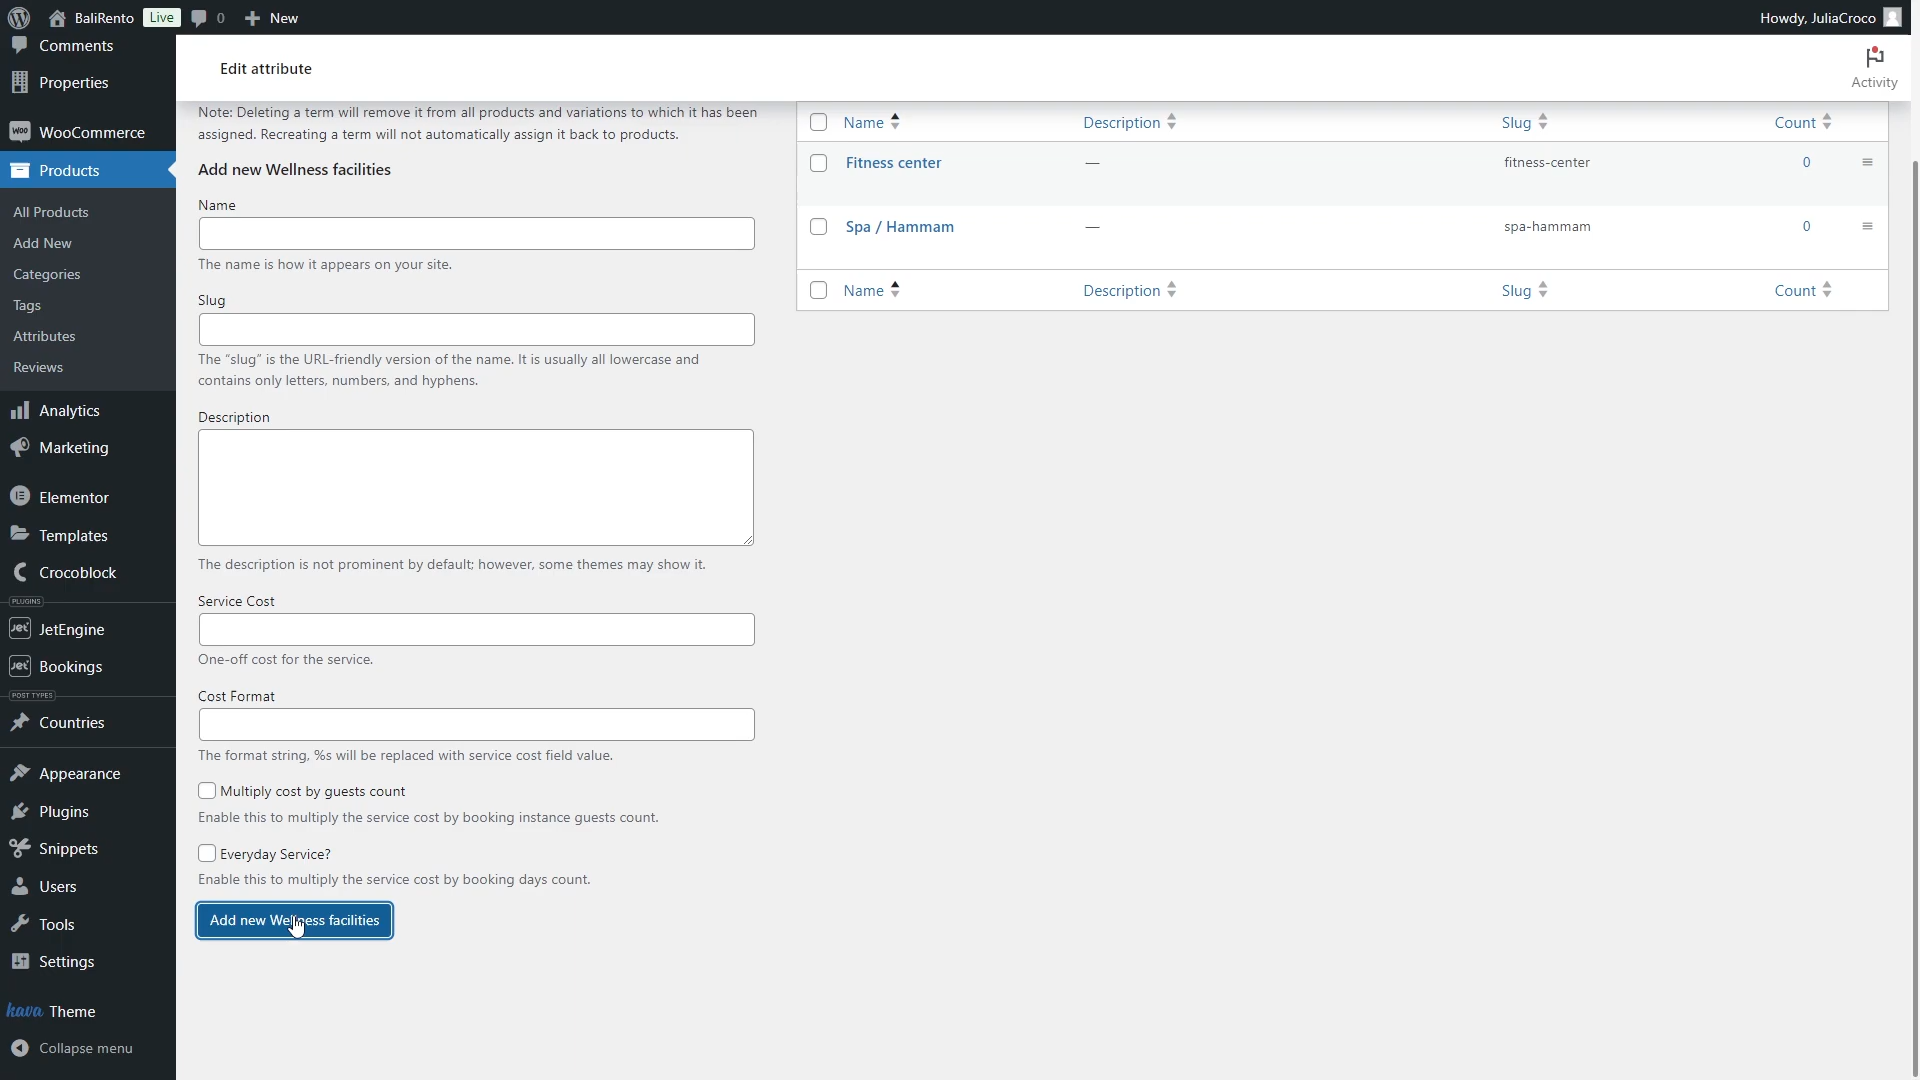 BaliRento Live 0 New
Howdy, JuliaCroco
Comments
Properties
WooCommerce
Products
All Products
Add New
Categories
Tags
Attributes
Reviews
Analytics
Marketing
Elementor
Templates
Crocoblock
PLUGINS
JetEngine
Bookings
POST TYPES
Countries
Appearance
Plugins
Snippets
Users
Tools
Settings
kava Theme
Collapse menu
Edit attribute
Activity
Note: Deleting a term will remove it from all products and variations to which it has been
assigned. Recreating a term will not automatically assign it back to products.
Add new Wellness facilities
Name
The name is how it appears on your site.
Slug
The “slug” is the URL-friendly version of the name. It is usually all lowercase and
contains only letters, numbers, and hyphens.
Description
The description is not prominent by default; however, some themes may show it.
Service Cost
One-off cost for the service.
Cost Format
The format string, %s will be replaced with service cost field value.
Multiply cost by guests count
Enable this to multiply the service cost by booking instance guests count.
Everyday Service?
Enable this to multiply the service cost by booking days count.
Add new Wellness facilities
Name Description Slug Count
Fitness center — fitness-center 0
Spa / Hammam — spa-hammam 0
Name Description Slug Count